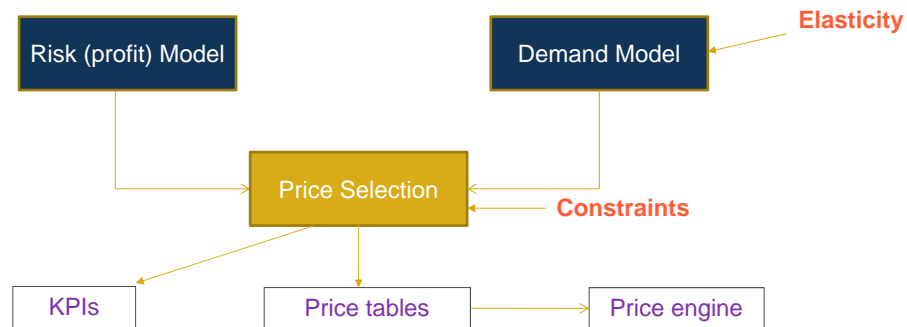 Elasticity
Risk (profit) Model
Demand Model
Price Selection
Constraints
KPIs
Price tables
Price engine